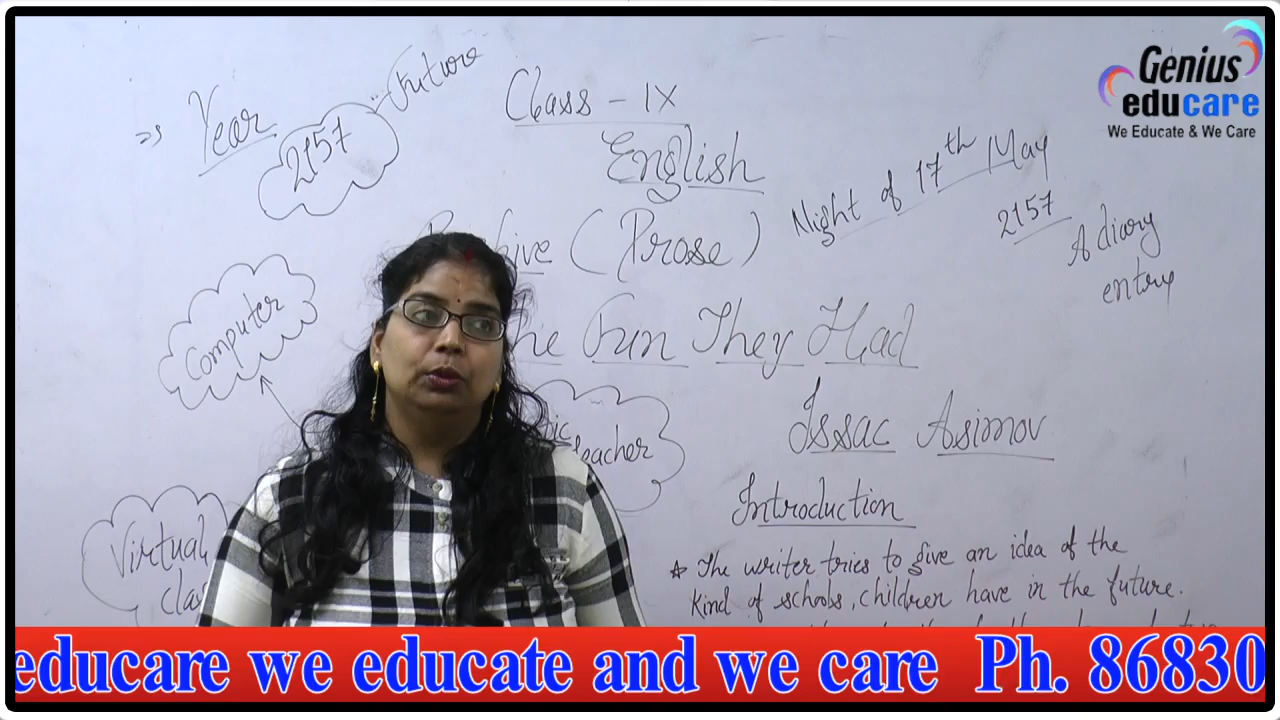 Genius
educare
We Educate & We Care
Class - IX
English
(Prose)
The Fun They Had
Issac Asimov
Year
2157
Future
Night of 17th May
2157
A diary
entry
Computer
teacher
Virtual
Introduction
The writer tries to give an idea of the
kind of schools, children have in the future.
educare we educate and we care Ph. 86830